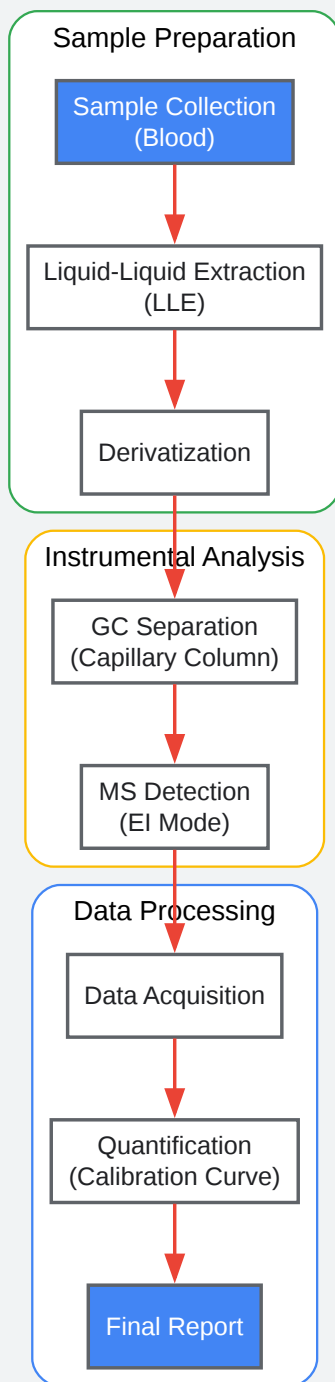 Sample Preparation
Sample Collection
(Blood)
Liquid-Liquid Extraction
(LLE)
Derivatization
Instrumental Analysis
GC Separation
(Capillary Column)
MS Detection
(EI Mode)
Data Processing
Data Acquisition
Quantification
(Calibration Curve)
Final Report